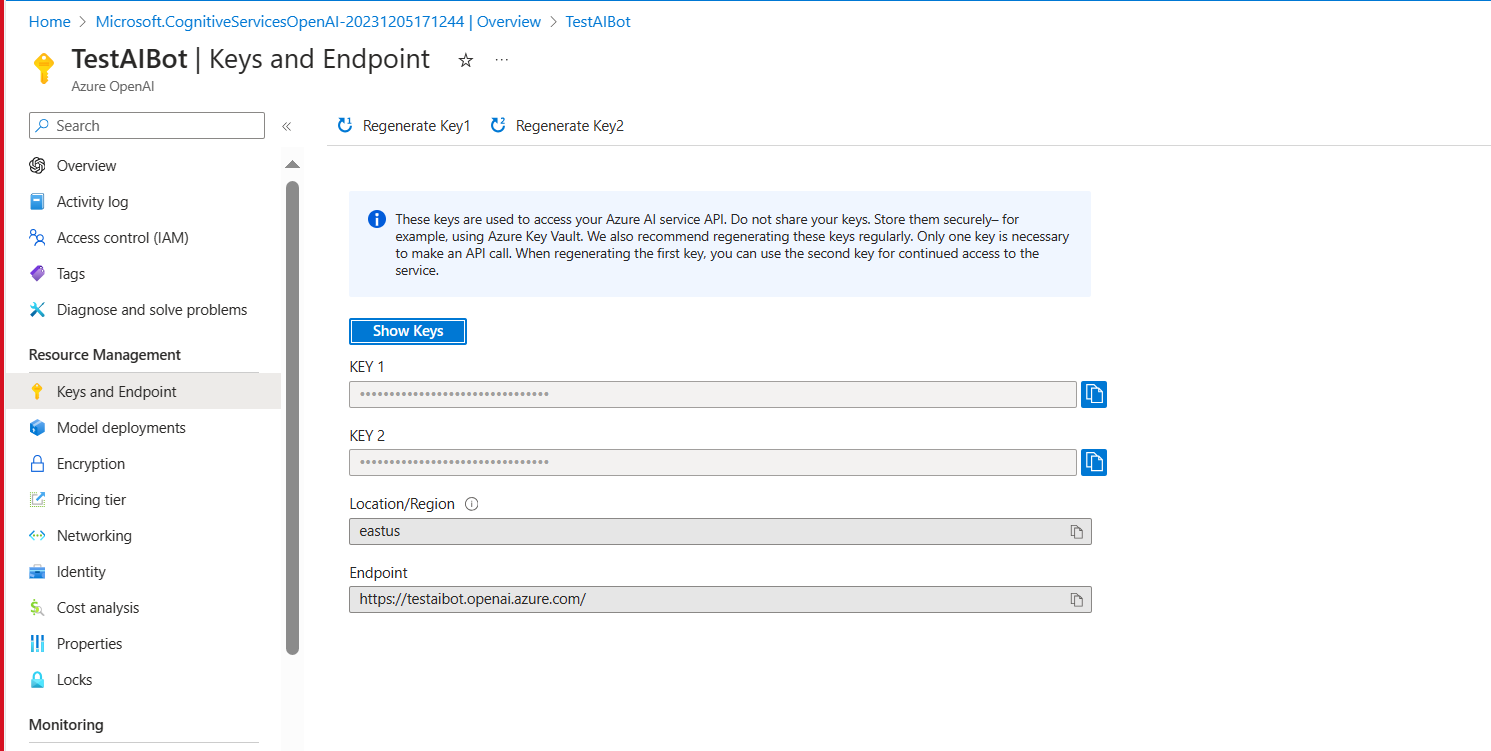 Home > Microsoft.CognitiveServicesOpenAI-20231205171244 | Overview > TestAIBot
TestAIBot | Keys and Endpoint ☆ ...
Azure OpenAI
Search «
Regenerate Key1 Regenerate Key2
Overview
Activity log
Access control (IAM)
Tags
Diagnose and solve problems
Resource Management
Keys and Endpoint
Model deployments
Encryption
Pricing tier
Networking
Identity
Cost analysis
Properties
Locks
Monitoring
These keys are used to access your Azure AI service API. Do not share your keys. Store them securely– for
example, using Azure Key Vault. We also recommend regenerating these keys regularly. Only one key is necessary
to make an API call. When regenerating the first key, you can use the second key for continued access to the
service.
Show Keys
KEY 1
••••••••••••••••••••••••••••••••
KEY 2
••••••••••••••••••••••••••••••••
Location/Region
eastus
Endpoint
https://testaibot.openai.azure.com/